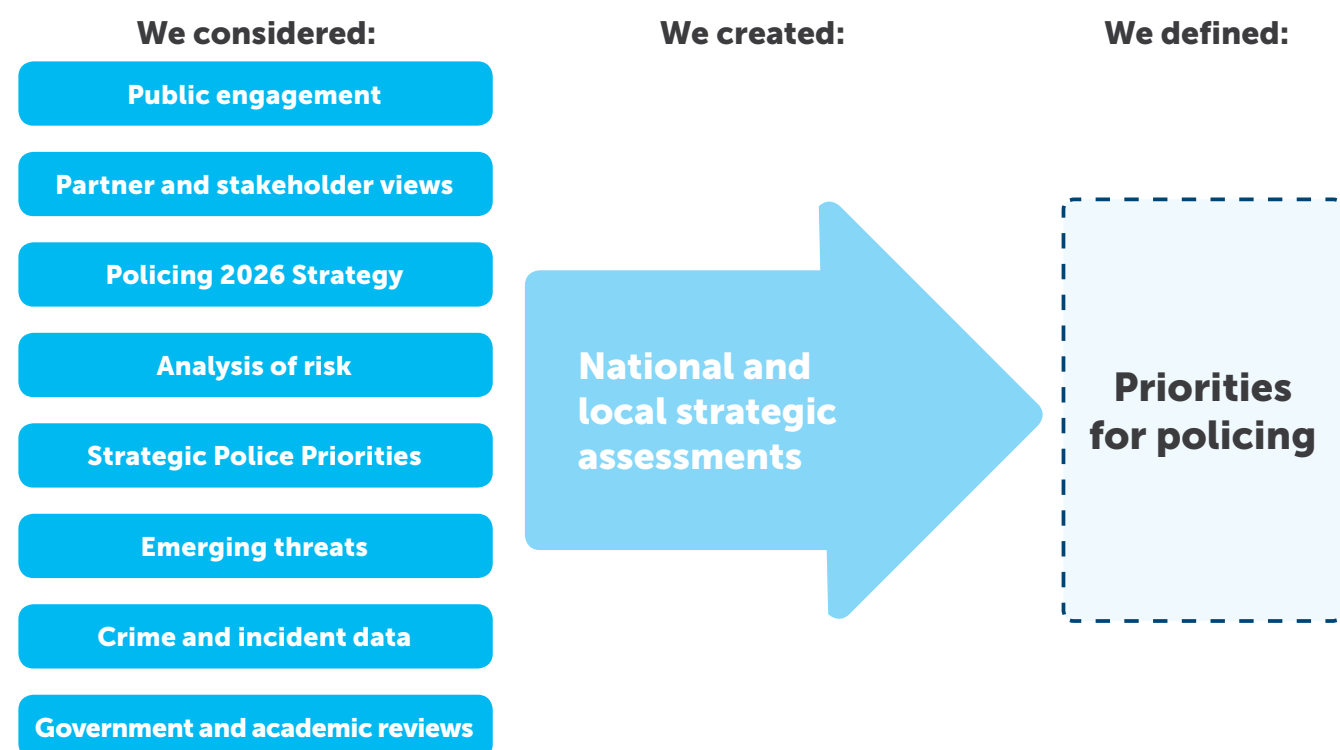 We considered:
Public engagement
Partner and stakeholder views
Policing 2026 Strategy
Analysis of risk
Strategic Police Priorities
Emerging threats
Crime and incident data
Government and academic reviews
We created:
National and
local strategic
assessments
We defined:
Priorities
for policing